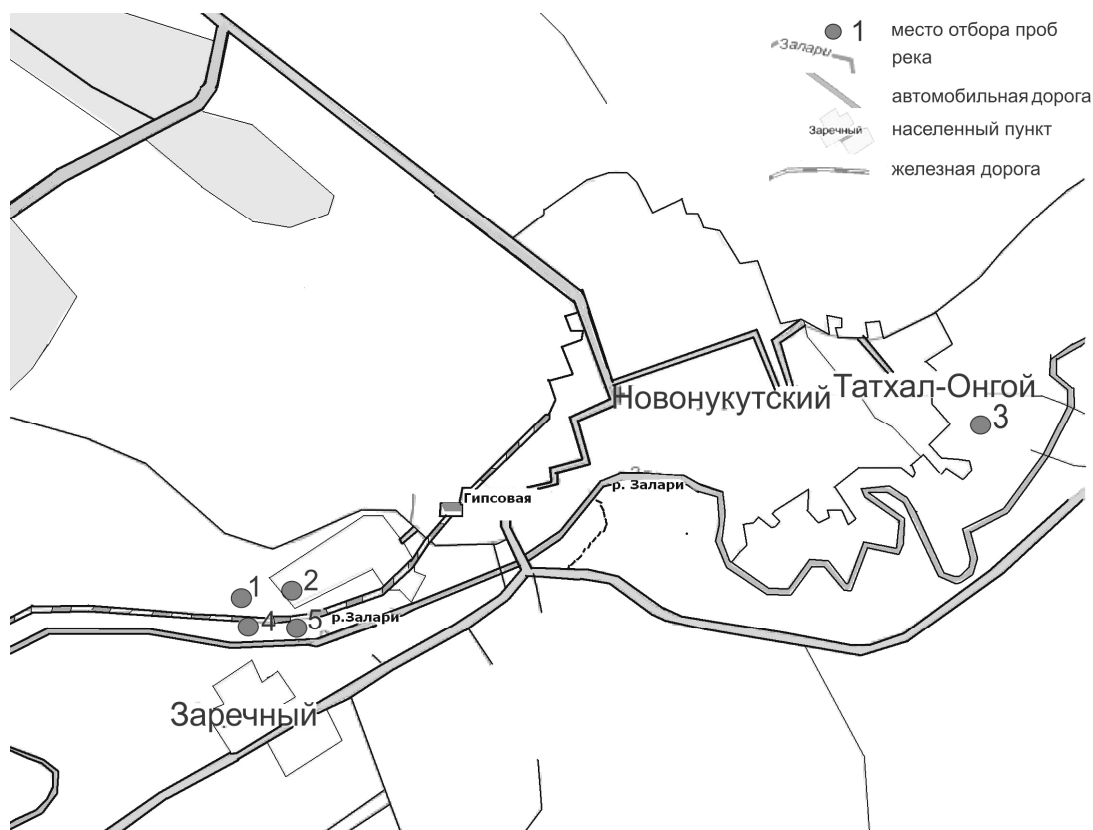 1
место отбора проб
Залари
река
автомобильная дорога
Заречный
населенный пункт
железная дорога
Новонукутский
Татхал-Онгой
3
р. Залари
Гипсовая
1
2
4
5
р.Залари
Заречный